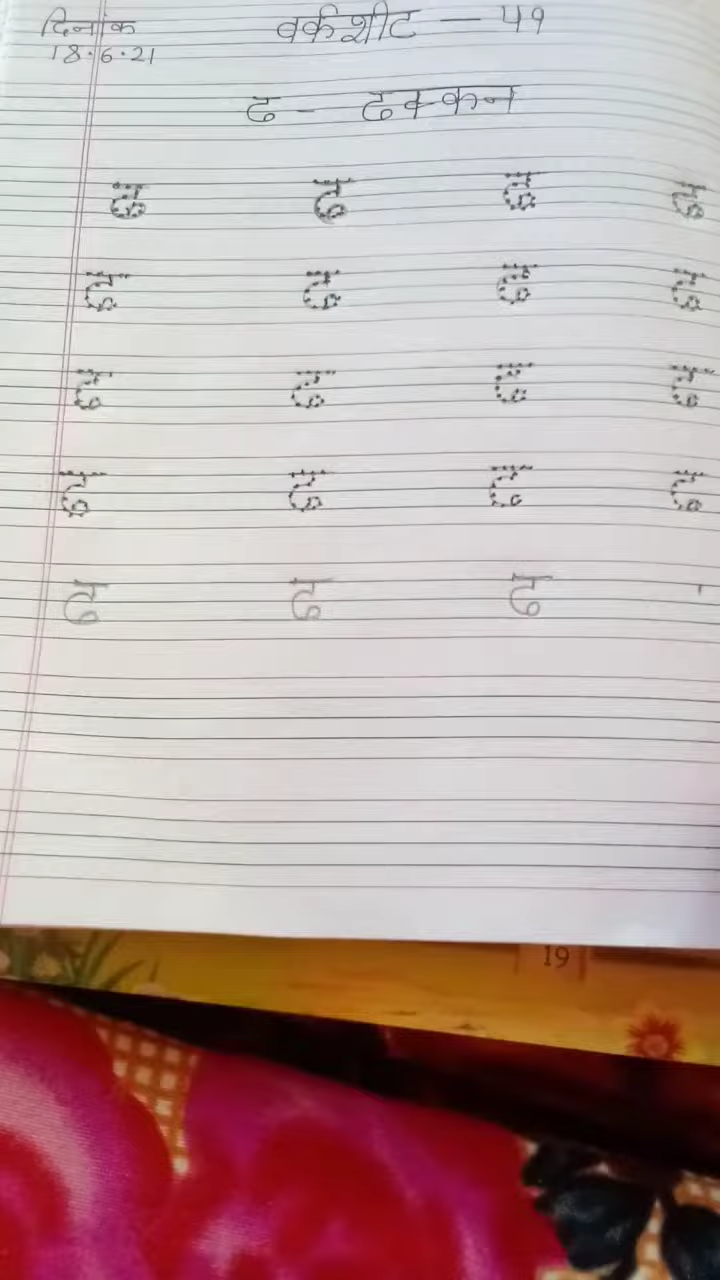 दिनांक वर्कशीट — 49
18.6.21
ढ - ढक्कन
ढ ढ ढ ढ
ढ ढ ढ ढ
ढ ढ ढ ढ
ढ ढ ढ ढ
ढ ढ ढ
19